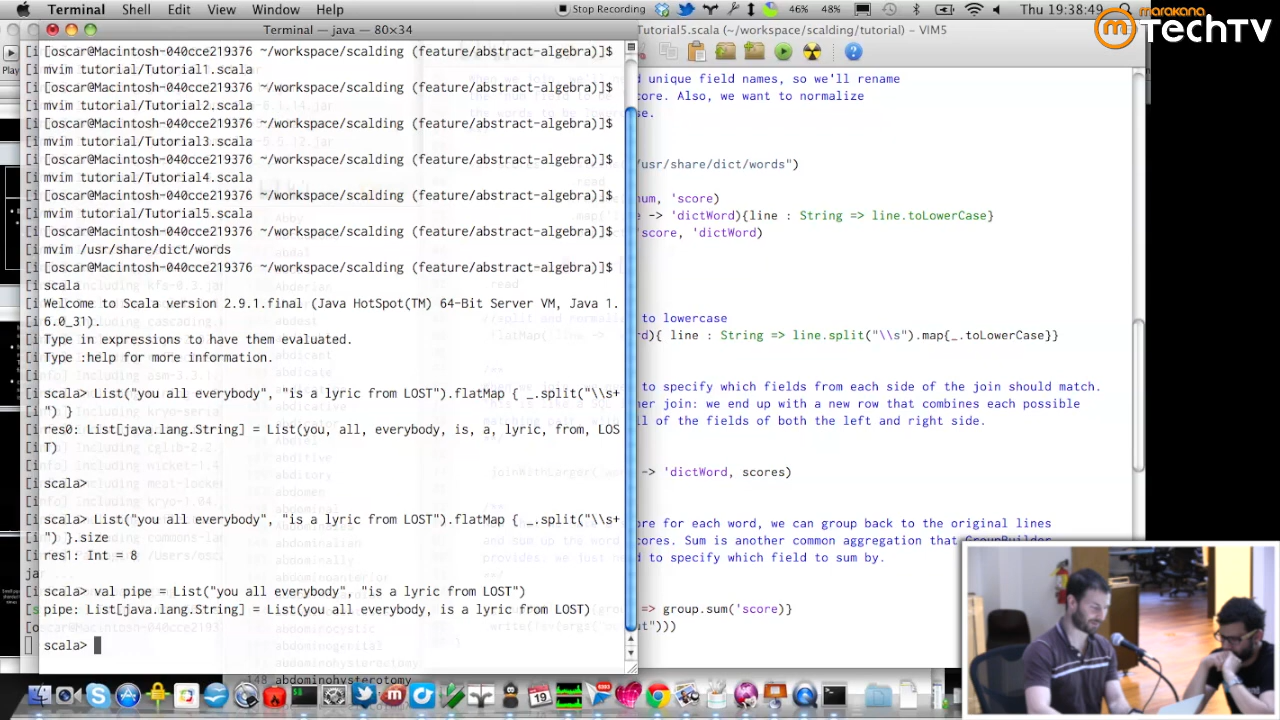 Terminal Shell Edit View Window Help
Stop Recording 46% 48% Thu 19:38:49
marakana
TechTV
Terminal — java — 80×34
Tutorial5.scala (~/workspace/scalding/tutorial) - VIM5
[oscar@Macintosh-040cce219376 ~/workspace/scalding (feature/abstract-algebra)]$
mvim tutorial/Tutorial1.scala
[oscar@Macintosh-040cce219376 ~/workspace/scalding (feature/abstract-algebra)]$
mvim tutorial/Tutorial2.scala
[oscar@Macintosh-040cce219376 ~/workspace/scalding (feature/abstract-algebra)]$
mvim tutorial/Tutorial3.scala
[oscar@Macintosh-040cce219376 ~/workspace/scalding (feature/abstract-algebra)]$
mvim tutorial/Tutorial4.scala
[oscar@Macintosh-040cce219376 ~/workspace/scalding (feature/abstract-algebra)]$
mvim tutorial/Tutorial5.scala
[oscar@Macintosh-040cce219376 ~/workspace/scalding (feature/abstract-algebra)]$
mvim /usr/share/dict/words
[oscar@Macintosh-040cce219376 ~/workspace/scalding (feature/abstract-algebra)]$
scala
Welcome to Scala version 2.9.1.final (Java HotSpot(TM) 64-Bit Server VM, Java 1.
6.0_31).
Type in expressions to have them evaluated.
Type :help for more information.
scala> List("you all everybody", "is a lyric from LOST").flatMap { _.split("\\s+
") }
res0: List[java.lang.String] = List(you, all, everybody, is, a, lyric, from, LOS
T)
scala>
scala> List("you all everybody", "is a lyric from LOST").flatMap { _.split("\\s+
") }.size
res1: Int = 8
scala> val pipe = List("you all everybody", "is a lyric from LOST")
pipe: List[java.lang.String] = List(you all everybody, is a lyric from LOST)
scala>
unique field names, so we'll rename
core. Also, we want to normalize
se.
/usr/share/dict/words")
num, 'score)
-> 'dictWord){line : String => line.toLowerCase}
'score, 'dictWord)
to lowercase
rd){ line : String => line.split("\\s").map{_.toLowerCase}}
to specify which fields from each side of the join should match.
er join: we end up with a new row that combines each possible
ll of the fields of both the left and right side.
-> 'dictWord, scores)
ore for each word, we can group back to the original lines
cores. Sum is another common aggregation that GroupBuilder
provides. we just need to specify which field to sum by.
=> group.sum('score)}
148 abdominohysterotomy